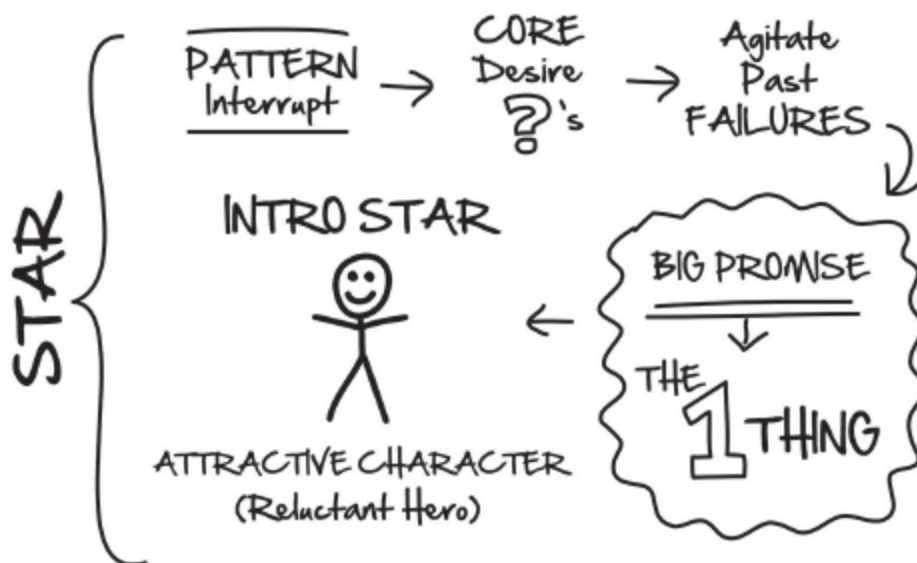 STAR
PATTERN
Interrupt
CORE
Desire
?'s
Agitate
Past
FAILURES
BIG PROMISE
THE
1 THING
INTRO STAR
ATTRACTIVE CHARACTER
(Reluctant Hero)